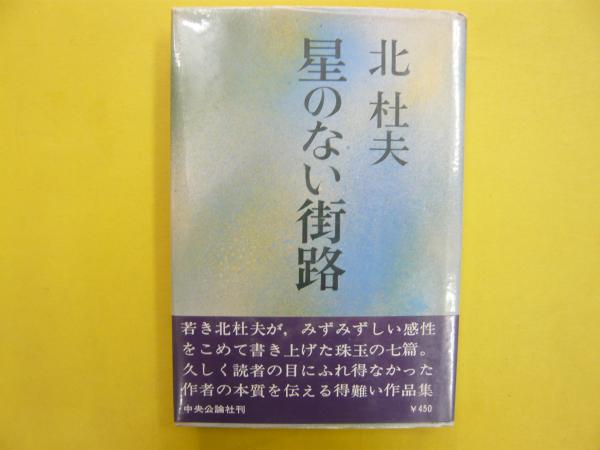 北杜夫
星のない街路
若き北杜夫が，みずみずしい感性
をこめて書き上げた珠玉の七篇。
久しく読者の目にふれ得なかった
作者の本質を伝える得難い作品集
中央公論社刊
￥450